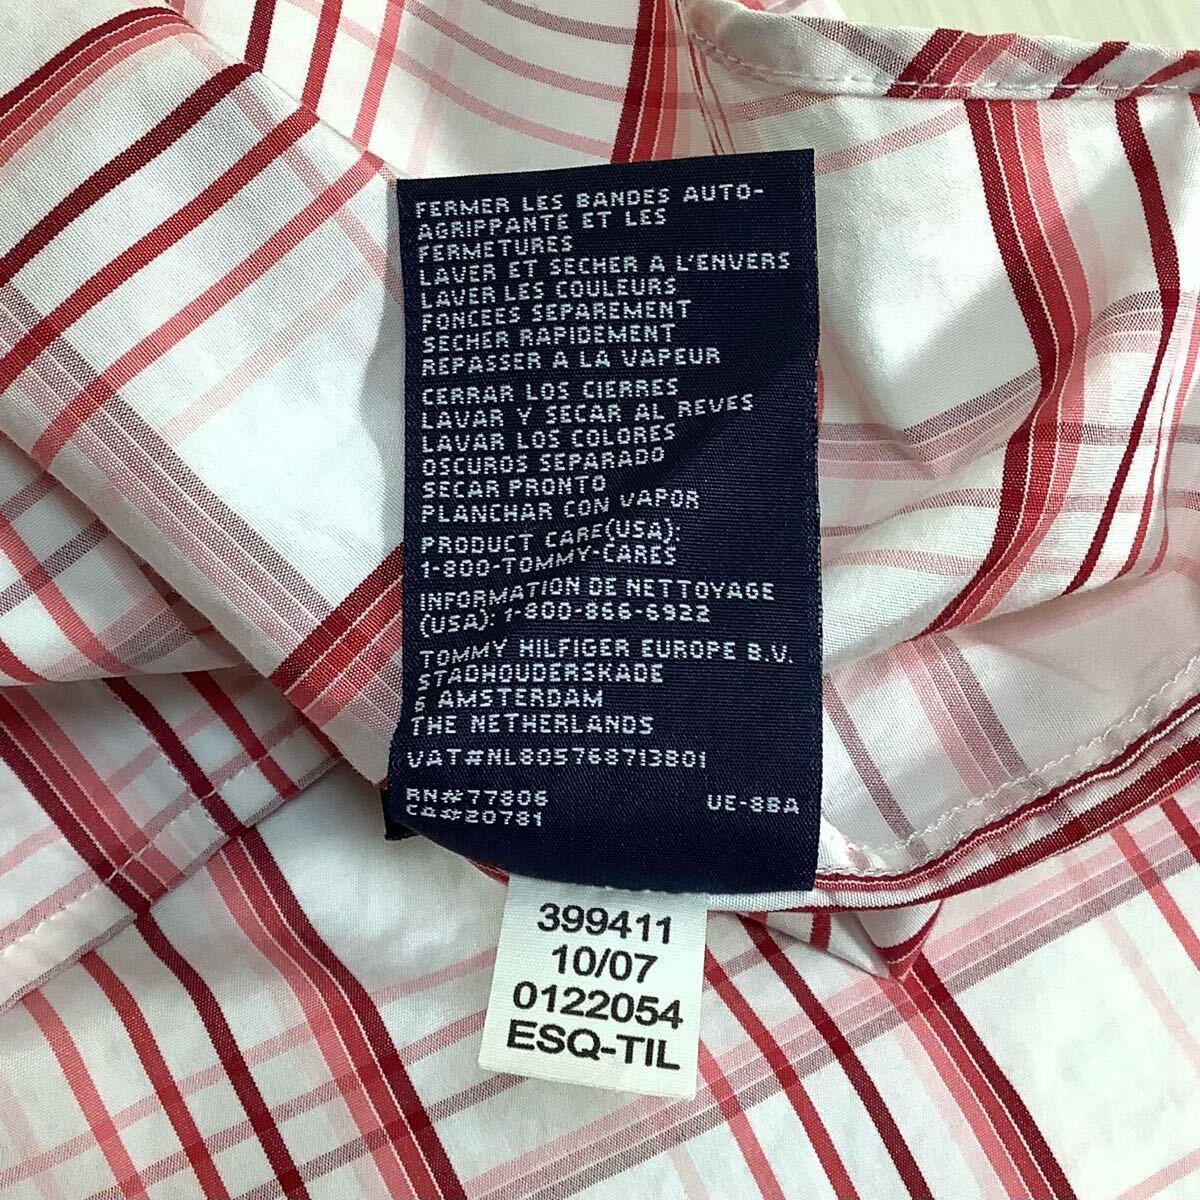 FERMER LES BANDES AUTO-
AGRIPPANTE ET LES
FERMETURES
LAVER ET SECHER A L'ENVERS
LAVER LES COULEURS
FONCEES SEPAREMENT
SECHER RAPIDEMENT
REPASSER A LA VAPEUR
CERRAR LOS CIERRES
LAVAR Y SECAR AL REVES
LAVAR LOS COLORES
OSCUROS SEPARADO
SECAR PRONTO
PLANCHAR CON VAPOR
PRODUCT CARE(USA):
1-800-TOMMY-CARES
INFORMATION DE NETTOYAGE
(USA): 1-800-866-6922
TOMMY HILFIGER EUROPE B.V.
STADHOUDERSKADE
6 AMSTERDAM
THE NETHERLANDS
VAT#NL805768713B01
RN#77806 UE-88A
CA#20781
399411
10/07
0122054
ESQ-TIL